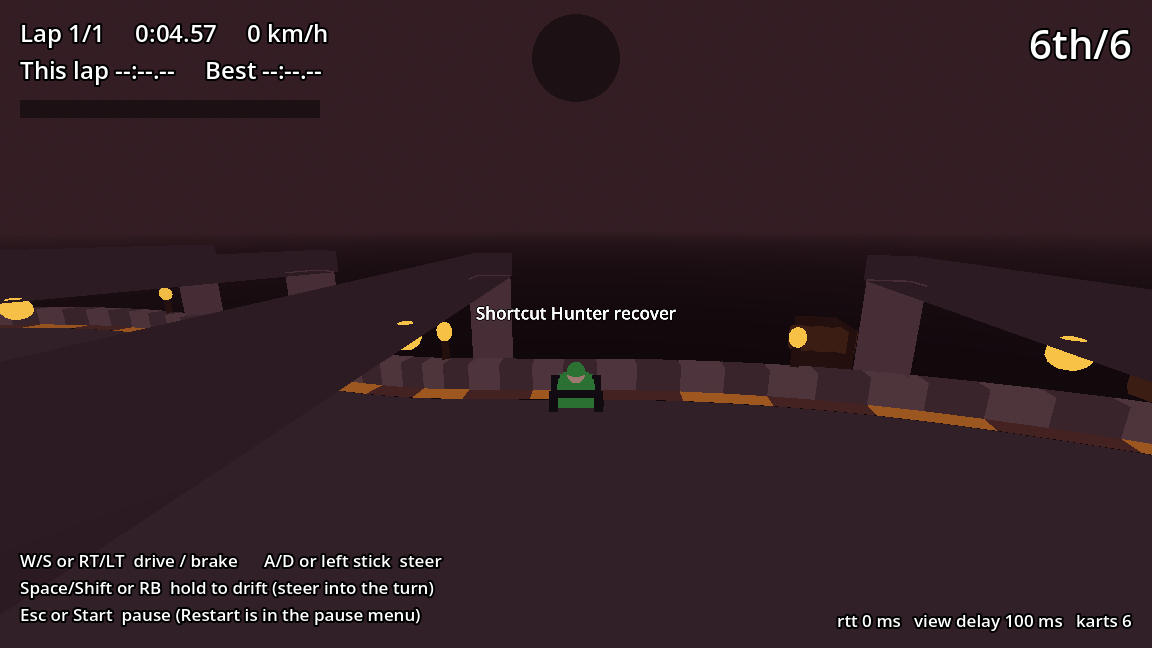 Lap 1/1 0:04.57 0 km/h
6th/6
This lap --:--.-- Best --:--.--
Shortcut Hunter recover
W/S or RT/LT drive / brake A/D or left stick steer
Space/Shift or RB hold to drift (steer into the turn)
Esc or Start pause (Restart is in the pause menu)
rtt 0 ms view delay 100 ms karts 6